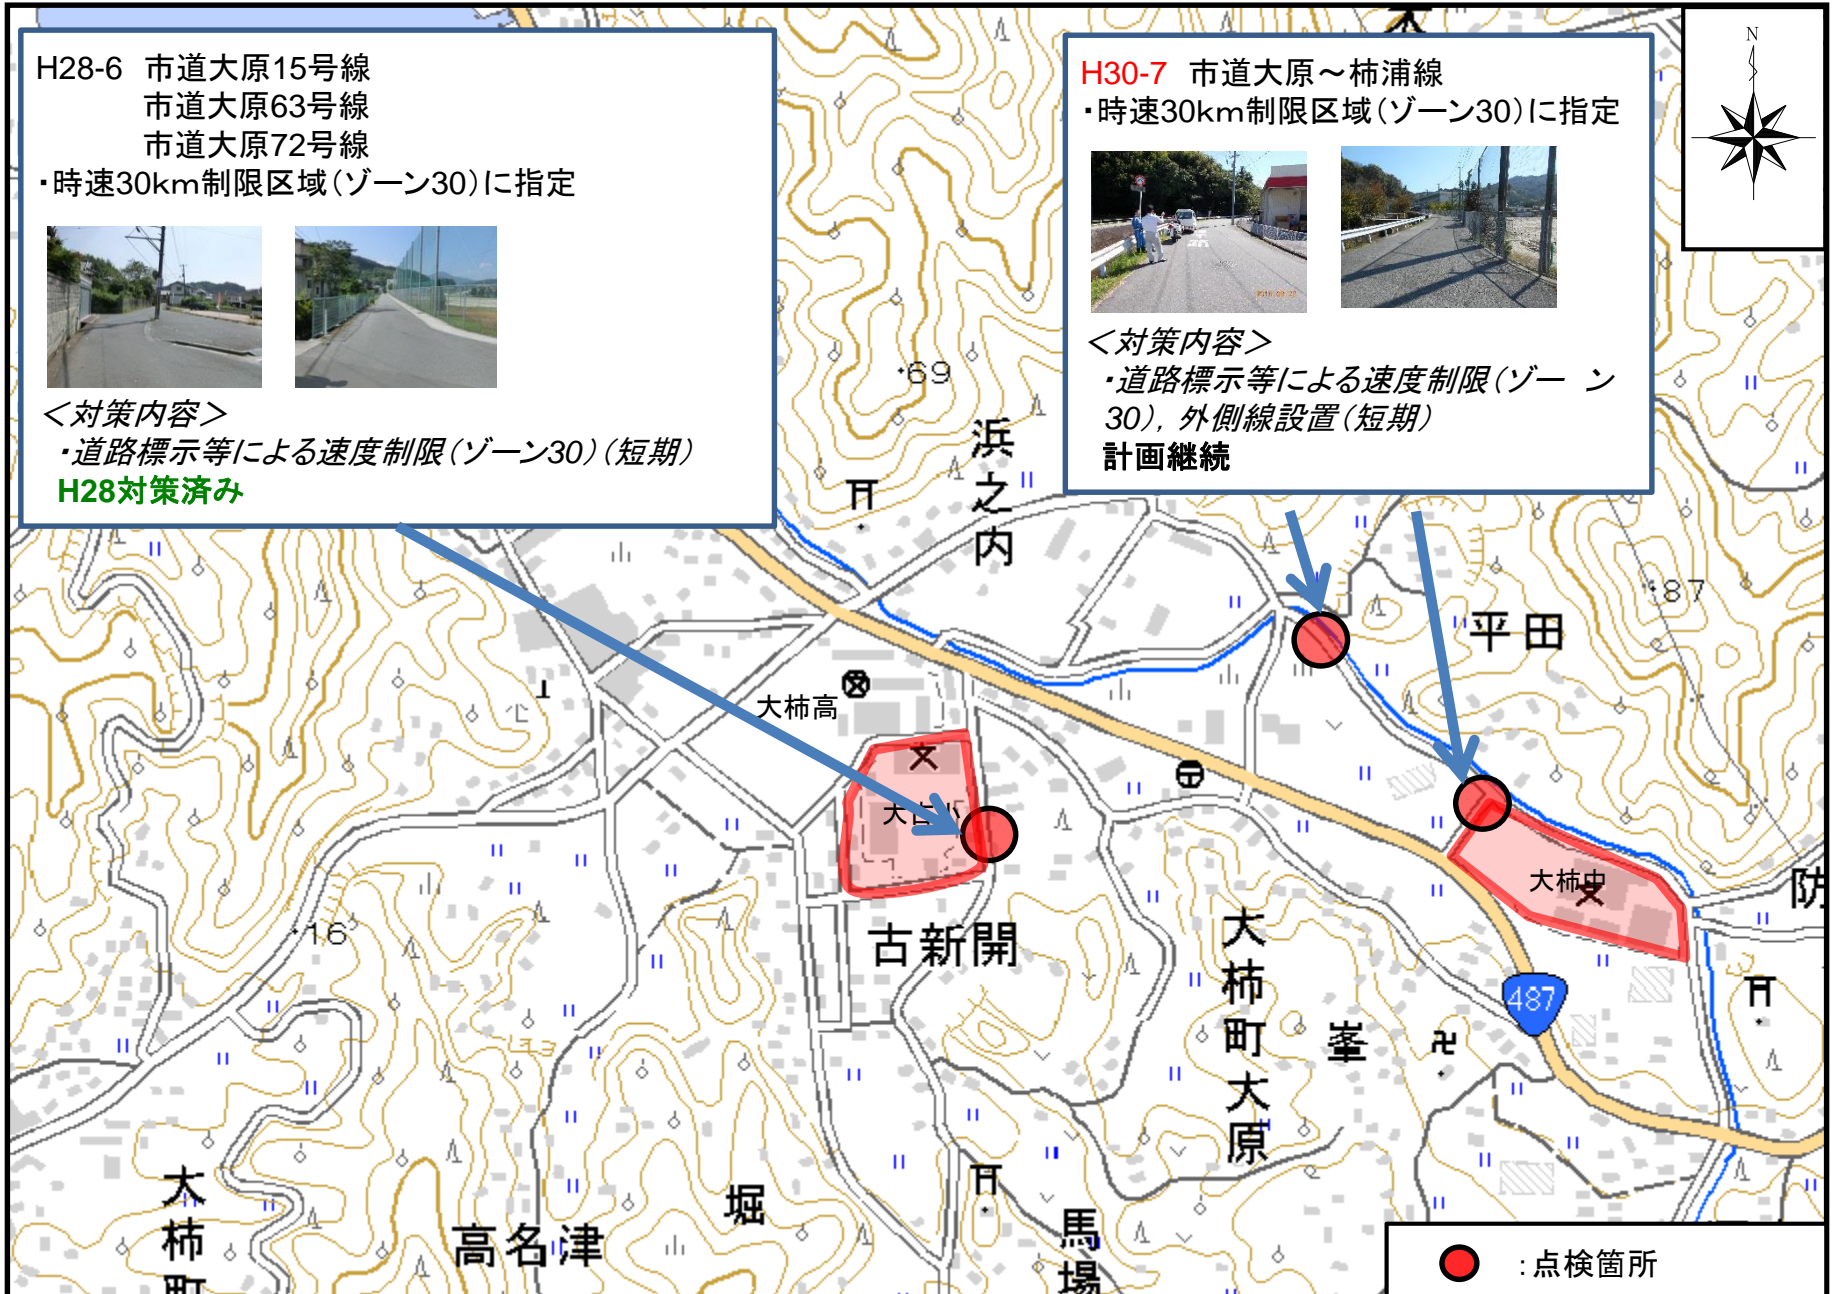 H28-6 市道大原15号線
市道大原63号線
市道大原72号線
・時速30km制限区域(ゾーン30)に指定
＜対策内容＞
・道路標示等による速度制限(ゾーン30)(短期)
H28対策済み
H30-7 市道大原～柿浦線
・時速30km制限区域(ゾーン30)に指定
＜対策内容＞
・道路標示等による速度制限(ゾー ン
30), 外側線設置(短期)
計画継続
N
69
浜之内
87
平田
大柿高
大柿中
防
16
古新開
大柿町大原
487
峯
大柿町
高名津
堀
馬場
:点検箇所